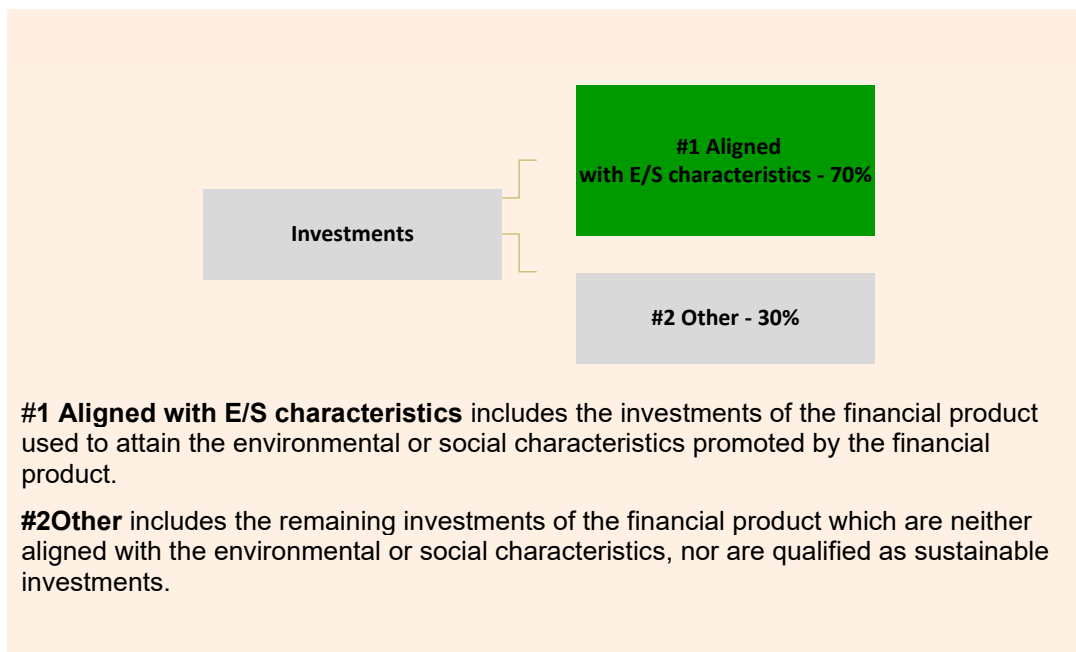 #1 Aligned
with E/S characteristics - 70%
Investments
#2 Other - 30%
#1 Aligned with E/S characteristics includes the investments of the financial product
used to attain the environmental or social characteristics promoted by the financial
product.
#2Other includes the remaining investments of the financial product which are neither
aligned with the environmental or social characteristics, nor are qualified as sustainable
investments.